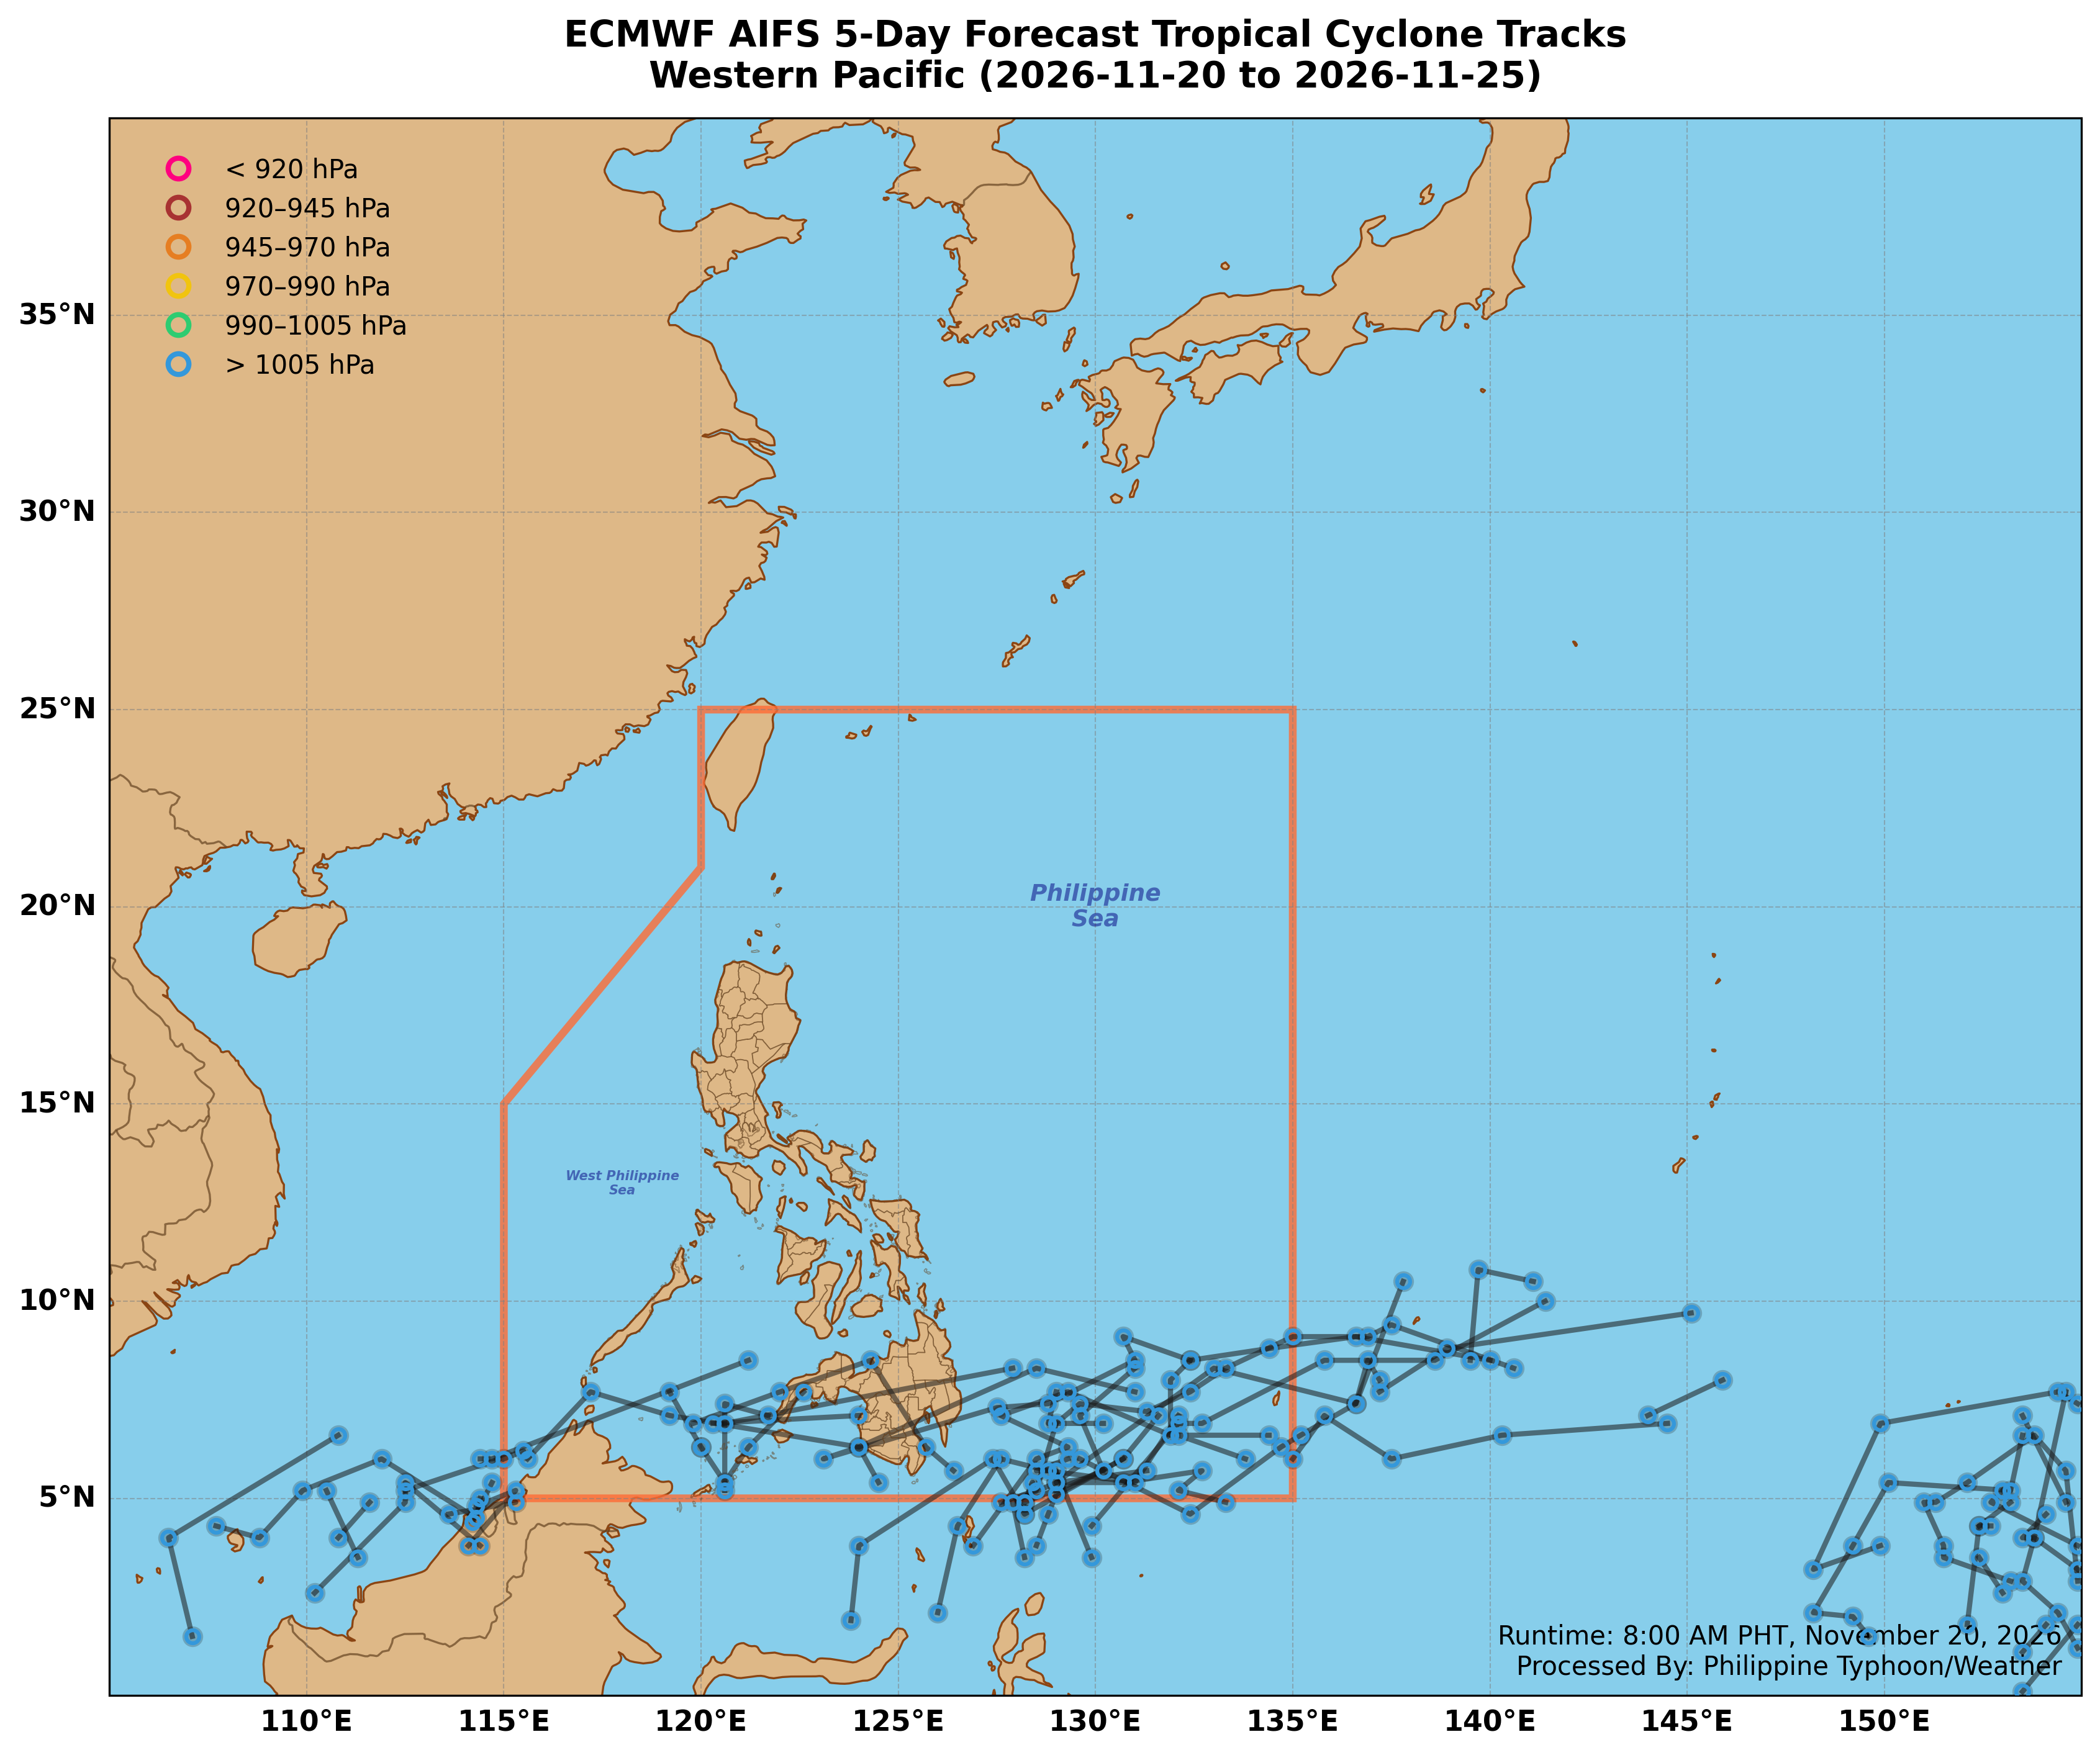 ECMWF AIFS 5-Day Forecast Tropical Cyclone Tracks
Western Pacific (2026-11-20 to 2026-11-25)
< 920 hPa
920–945 hPa
945–970 hPa
970–990 hPa
990–1005 hPa
> 1005 hPa
35°N
30°N
25°N
20°N
15°N
10°N
5°N
Philippine
Sea
West Philippine
Sea
Runtime: 8:00 AM PHT, November 20, 2026
Processed By: Philippine Typhoon/Weather
110°E
115°E
120°E
125°E
130°E
135°E
140°E
145°E
150°E